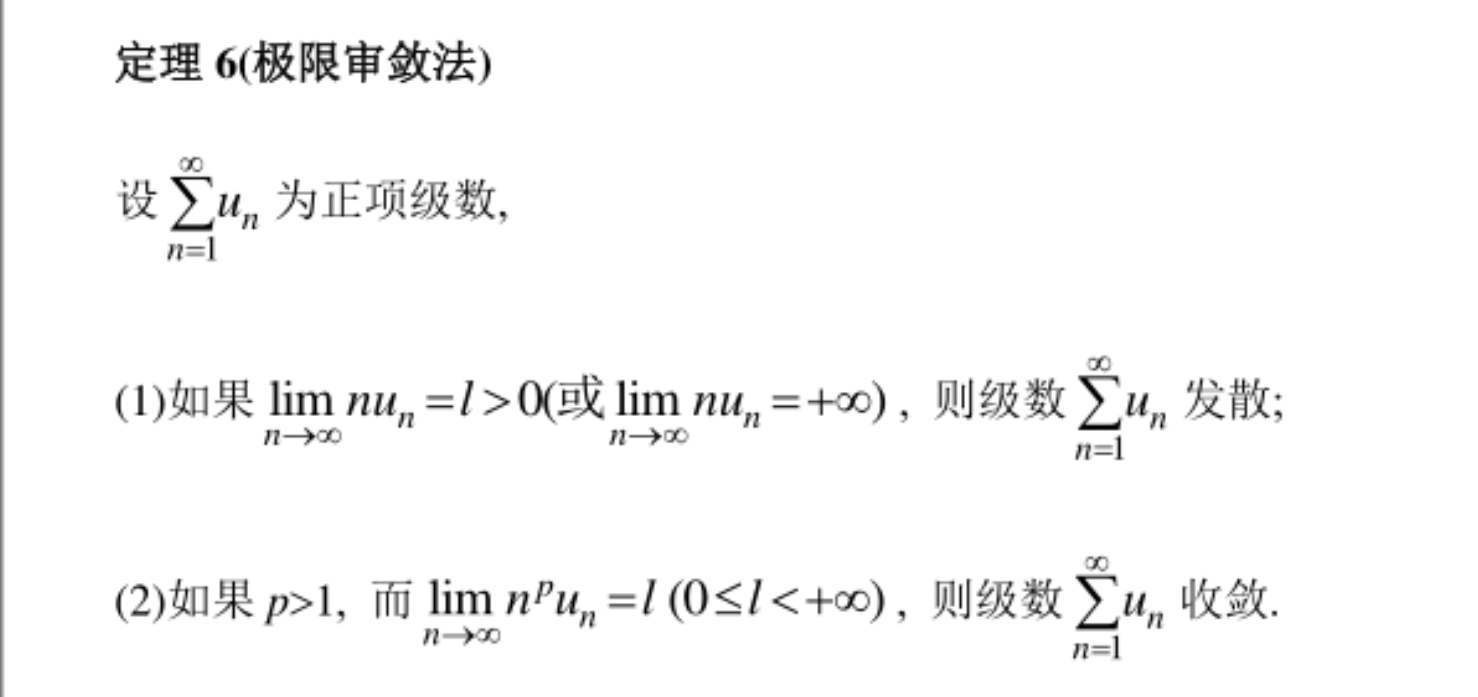 定理 6(极限审敛法)
设 $\sum_{n=1}^{\infty} u_n$ 为正项级数,
(1)如果 $\lim_{n \to \infty} nu_n = l > 0$(或 $\lim_{n \to \infty} nu_n = +\infty$) , 则级数 $\sum_{n=1}^{\infty} u_n$ 发散;
(2)如果 $p>1$, 而 $\lim_{n \to \infty} n^p u_n = l$ $(0 \leq l < +\infty)$ , 则级数 $\sum_{n=1}^{\infty} u_n$ 收敛.